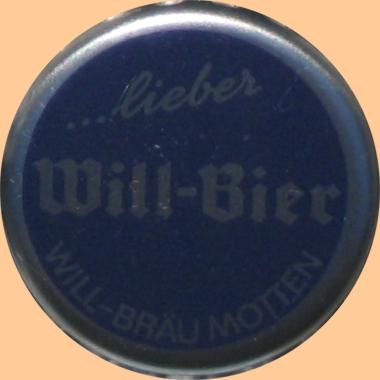 ....lieber
Will-Bier
WILL-BRÄU MOTTEN